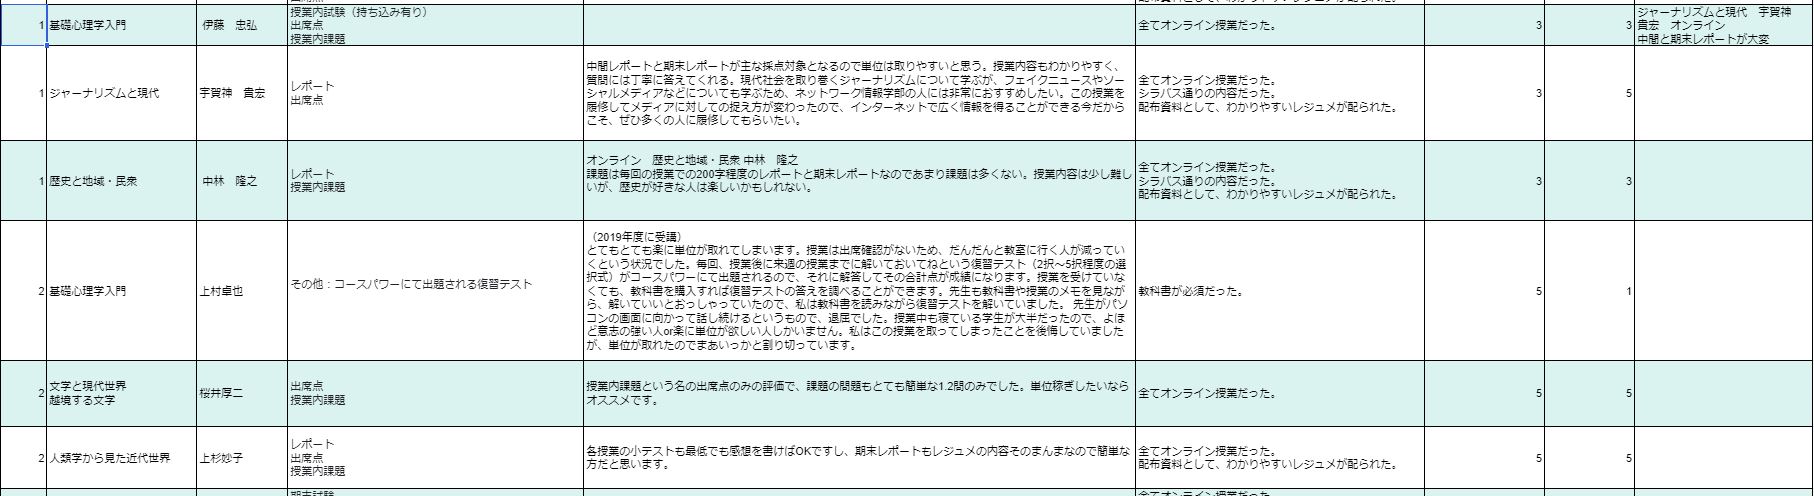 1 基礎心理学入門
伊藤　忠弘
授業内試験（持ち込み有り）
出席点
授業内課題
全てオンライン授業だった。
3
3
ジャーナリズムと現代　宇賀神
貴宏　オンライン
中間と期末レポートが大変
1 ジャーナリズムと現代
宇賀神　貴宏
レポート
出席点
中間レポートと期末レポートが主な採点対象となるので単位は取りやすいと思う。授業内容もわかりやすく、
質問には丁寧に答えてくれる。現代社会を取り巻くジャーナリズムについて学ぶが、フェイクニュースやソー
シャルメディアなどについても学ぶため、ネットワーク情報学部の人には非常におすすめしたい。この授業を
履修してメディアに対しての捉え方が変わったので、インターネットで広く情報を得ることができる今だから
こそ、ぜひ多くの人に履修してもらいたい。
全てオンライン授業だった。
シラバス通りの内容だった。
配布資料として、わかりやすいレジュメが配られた。
3
5
1 歴史と地域・民衆
中林　隆之
レポート
授業内課題
オンライン　歴史と地域・民衆 中林　隆之
課題は毎回の授業での200字程度のレポートと期末レポートなのであまり課題は多くない。授業内容は少し難し
いが、歴史が好きな人は楽しいかもしれない。
全てオンライン授業だった。
シラバス通りの内容だった。
配布資料として、わかりやすいレジュメが配られた。
3
3
2 基礎心理学入門
上村卓也
その他：コースパワーにて出題される復習テスト
（2019年度に受講）
とてもとても楽に単位が取れてしまいます。授業は出席確認がないため、だんだんと教室に行く人が減ってい
くという状況でした。毎回、授業後に来週の授業までに解いておいてねという復習テスト（2択～5択程度の選
択式）がコースパワーにて出題されるので、それに解答してその合計点が成績になります。授業を受けていな
くても、教科書を購入すれば復習テストの答えを調べることができます。先生も教科書や授業のメモを見なが
ら、解いていいとおっしゃっていたので、私は教科書を読みながら復習テストを解いていました。 先生がパソ
コンの画面に向かって話し続けるというもので、退屈でした。授業中も寝ている学生が大半だったので、よほ
ど意志の強い人or楽に単位が欲しい人しかいません。私はこの授業を取ってしまったことを後悔していました
が、単位が取れたのでまあいっかと割り切っています。
教科書が必須だった。
5
1
2 文学と現代世界
越境する文学
桜井厚二
出席点
授業内課題
授業内課題という名の出席点のみの評価で、課題の問題もとても簡単な1.2問のみでした。単位稼ぎしたいなら
オススメです。
全てオンライン授業だった。
5
5
2 人類学から見た近代世界
上杉妙子
レポート
出席点
授業内課題
各授業の小テストも最低でも感想を書けばOKですし、期末レポートもレジュメの内容そのまんまなので簡単な
方だと思います。
全てオンライン授業だった。
配布資料として、わかりやすいレジュメが配られた。
5
5